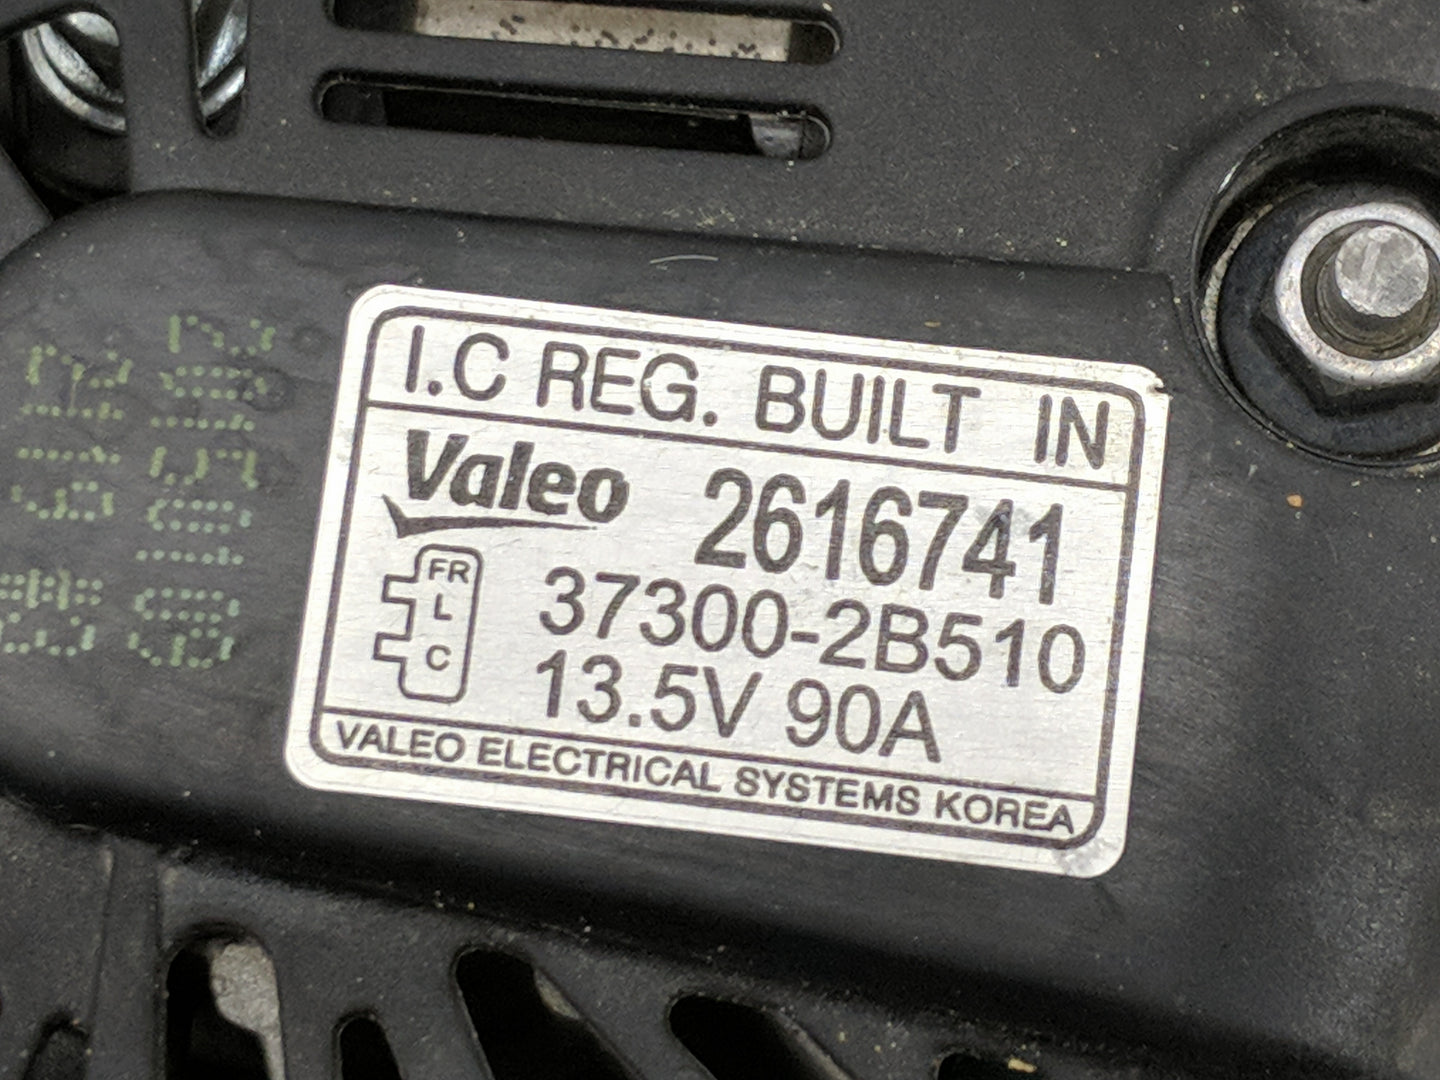 I.C REG. BUILT IN
Valeo 2616741
FR
L
C
37300-2B510
13.5V 90A
VALEO ELECTRICAL SYSTEMS KOREA